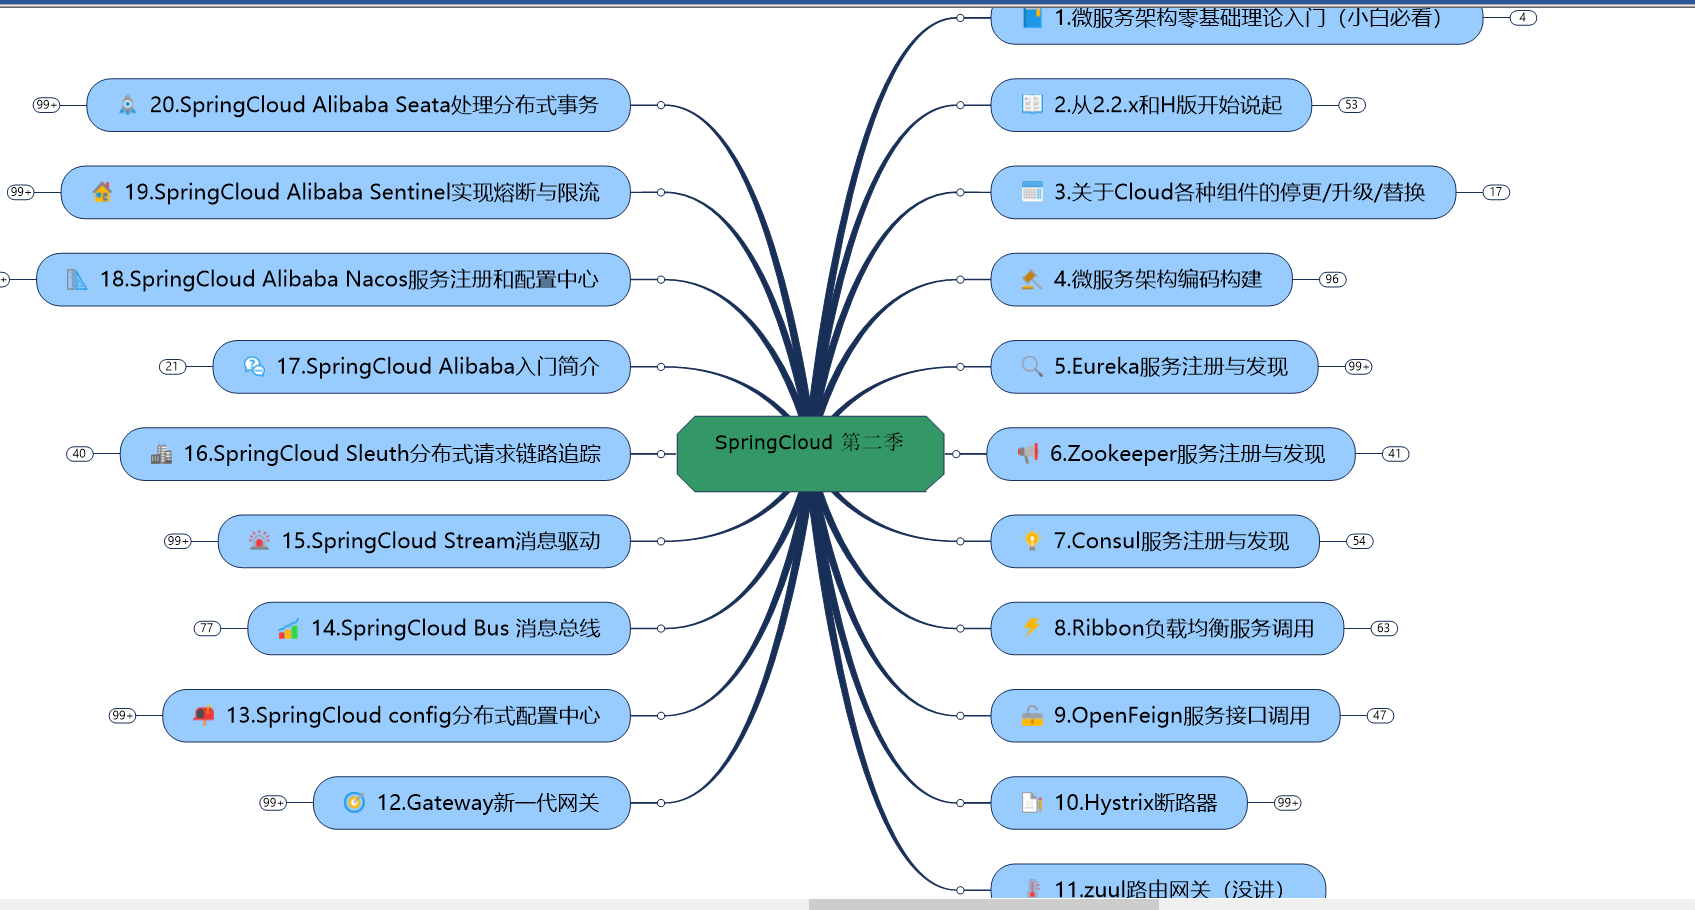 SpringCloud 第二季
1.微服务架构零基础理论入门（小白必看）
4
2.从2.2.x和H版开始说起
53
3.关于Cloud各种组件的停更/升级/替换
17
4.微服务架构编码构建
96
5.Eureka服务注册与发现
99+
6.Zookeeper服务注册与发现
41
7.Consul服务注册与发现
54
8.Ribbon负载均衡服务调用
63
9.OpenFeign服务接口调用
47
10.Hystrix断路器
99+
11.zuul路由网关（没讲）
12.Gateway新一代网关
99+
13.SpringCloud config分布式配置中心
99+
14.SpringCloud Bus 消息总线
77
15.SpringCloud Stream消息驱动
99+
16.SpringCloud Sleuth分布式请求链路追踪
40
17.SpringCloud Alibaba入门简介
21
18.SpringCloud Alibaba Nacos服务注册和配置中心
+
19.SpringCloud Alibaba Sentinel实现熔断与限流
99+
20.SpringCloud Alibaba Seata处理分布式事务
99+